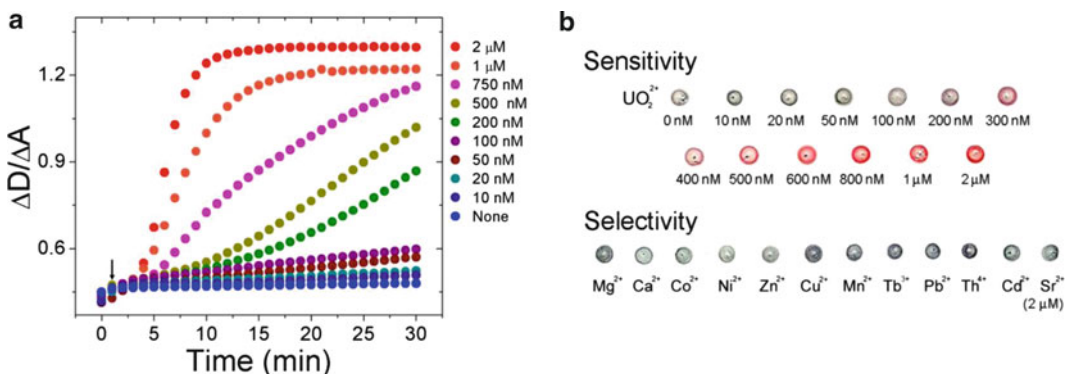 a
ΔD/ΔA
1.2
0.9
0.6
0 5 10 15 20 25 30
Time (min)
2 μM
1 μM
750 nM
500 nM
200 nM
100 nM
50 nM
20 nM
10 nM
None
b
Sensitivity
UO₂²⁺
0 nM 10 nM 20 nM 50 nM 100 nM 200 nM 300 nM
400 nM 500 nM 600 nM 800 nM 1 μM 2 μM
Selectivity
Mg²⁺ Ca²⁺ Co²⁺ Ni²⁺ Zn²⁺ Cu²⁺ Mn²⁺ Tb³⁺ Pb²⁺ Th⁴⁺ Cd²⁺ Sr²⁺
(2 μM)